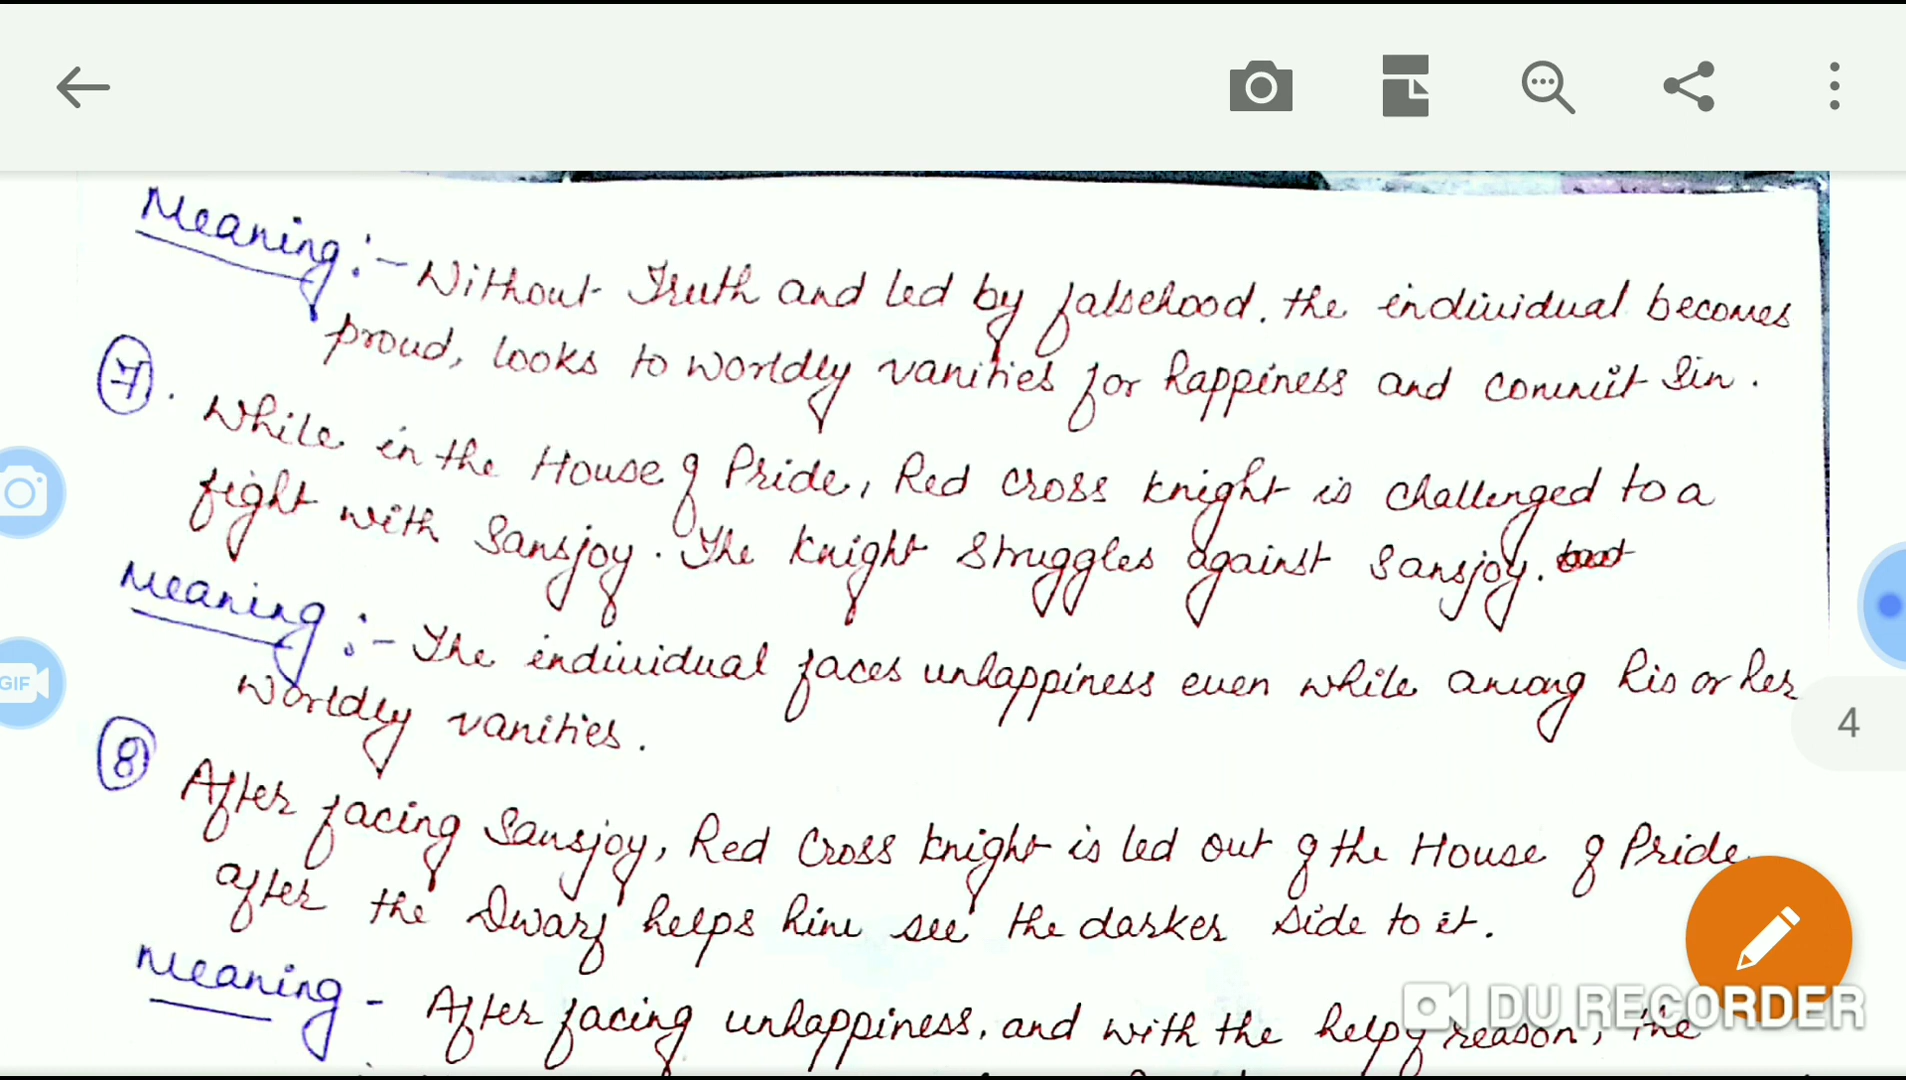 Meaning :- Without Truth and led by falsehood. the individual becomes
proud, looks to worldly vanities for happiness and commit sin.
7. While in the House of Pride, Red cross knight is challenged to a
fight with Sansjoy. The knight struggles against Sansjoy.
Meaning :- The individual faces unhappiness even while among his or her
worldly vanities.
GIF
4
8 After facing Sansjoy, Red Cross knight is led out of the House of Pride
after the Dwarf helps him see the darker side to it.
Meaning - After facing unhappiness, and with the help of reason, the
DU RECORDER